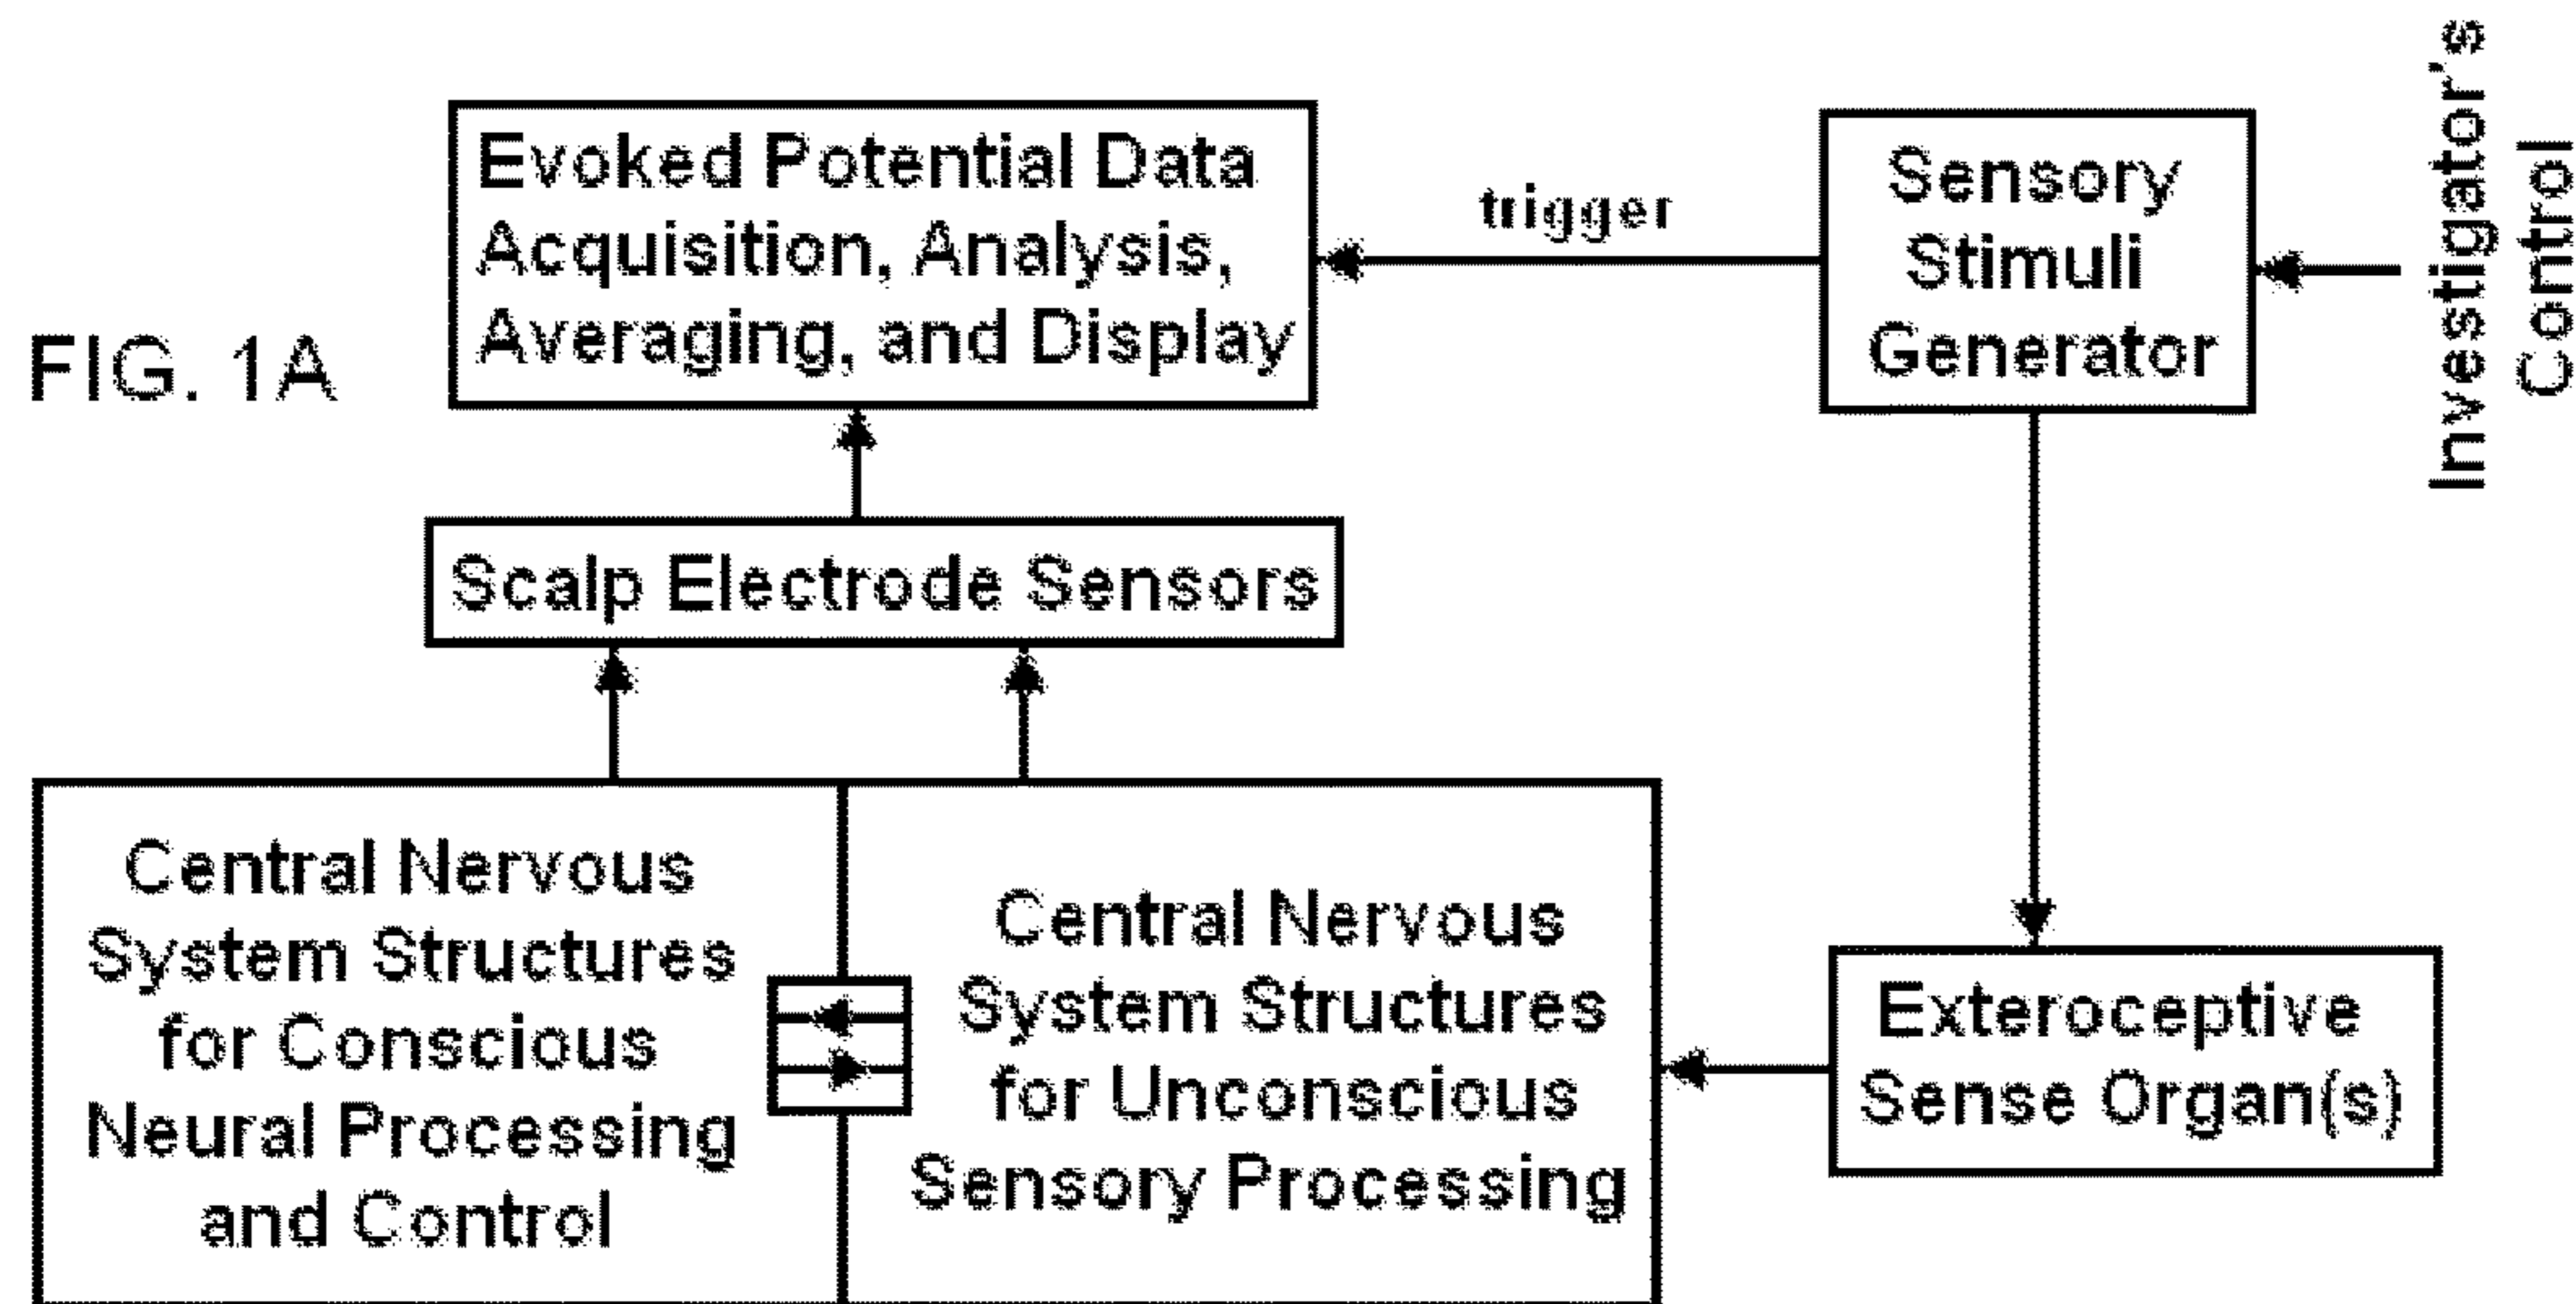 FIG. 1A
Evoked Potential Data
Acquisition, Analysis,
Averaging, and Display
trigger
Sensory
Stimuli
Generator
Investigator's
Control
Scalp Electrode Sensors
Central Nervous
System Structures
for Conscious
Neural Processing
and Control
Central Nervous
System Structures
for Unconscious
Sensory Processing
Exteroceptive
Sense Organ(s)